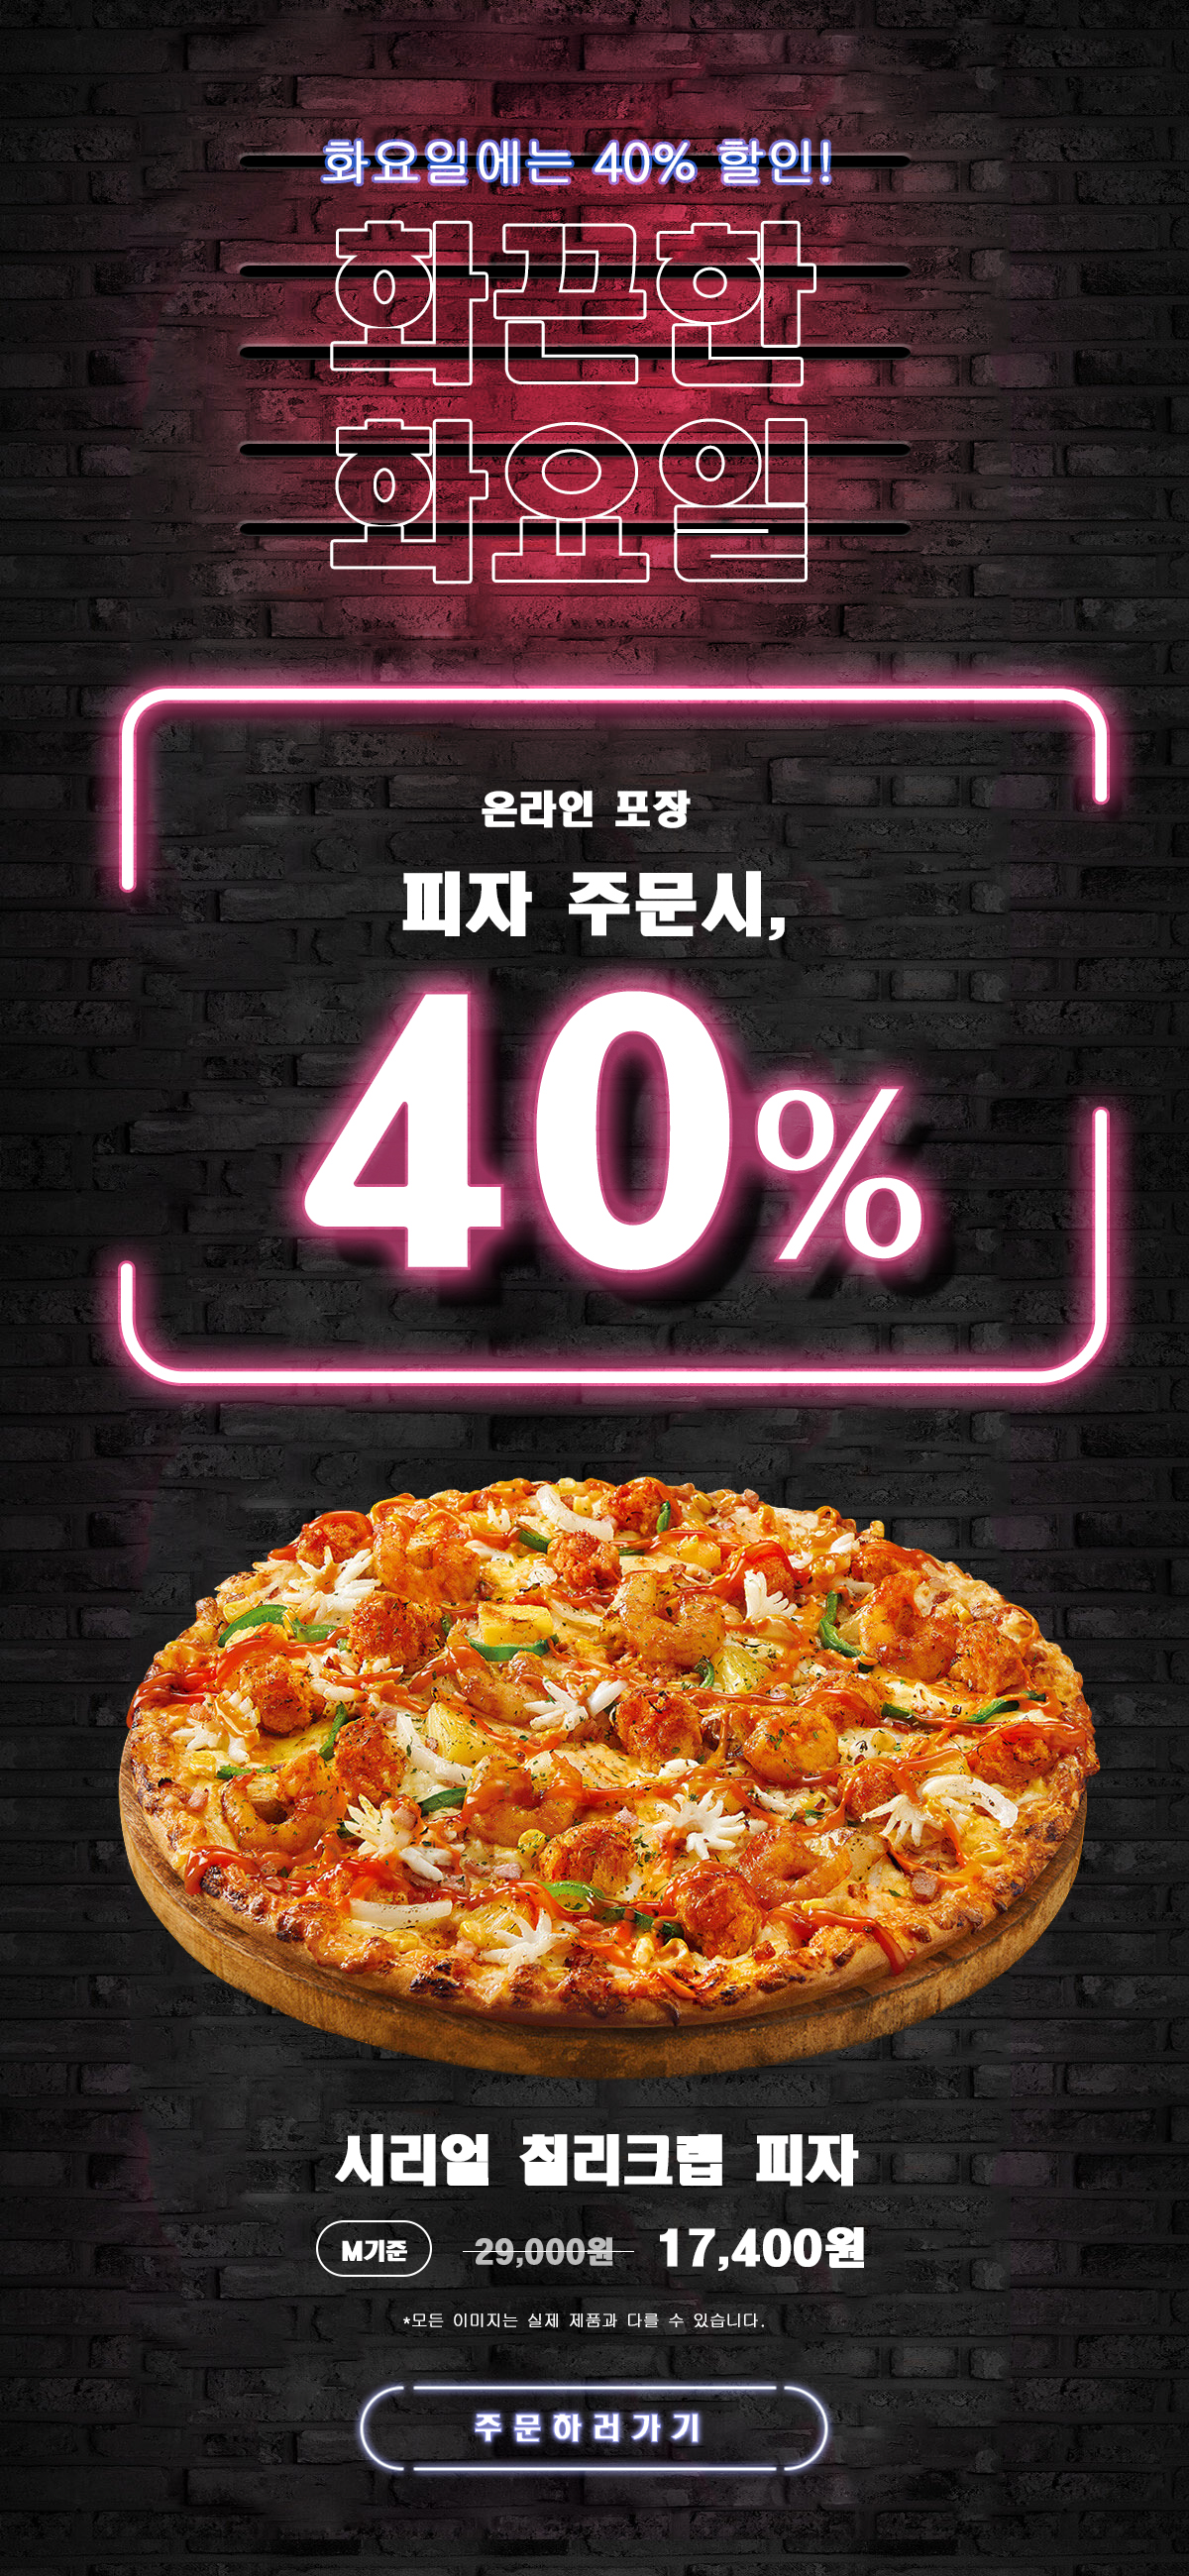 화요일에는 40% 할인!
화끈한
화요일
온라인 포장
피자 주문시,
40%
시리얼 칠리크랩 피자
M기준 29,000원 17,400원
*모든 이미지는 실제 제품과 다를 수 있습니다.
주문하러가기